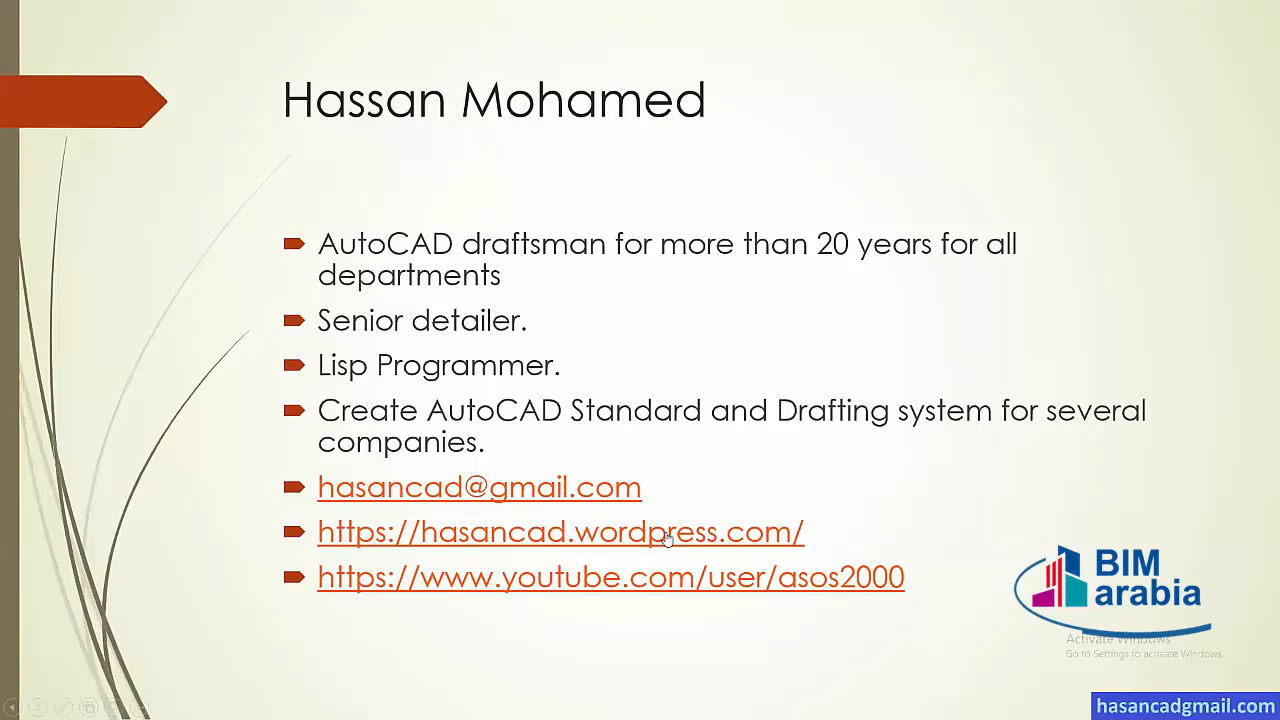 Hassan Mohamed
AutoCAD draftsman for more than 20 years for all
departments
Senior detailer.
Lisp Programmer.
Create AutoCAD Standard and Drafting system for several
companies.
hasancad@gmail.com
https://hasancad.wordpress.com/
https://www.youtube.com/user/asos2000
BIM
arabia
Activate Windows
Go to Settings to activate Windows.
hasancadgmail.com